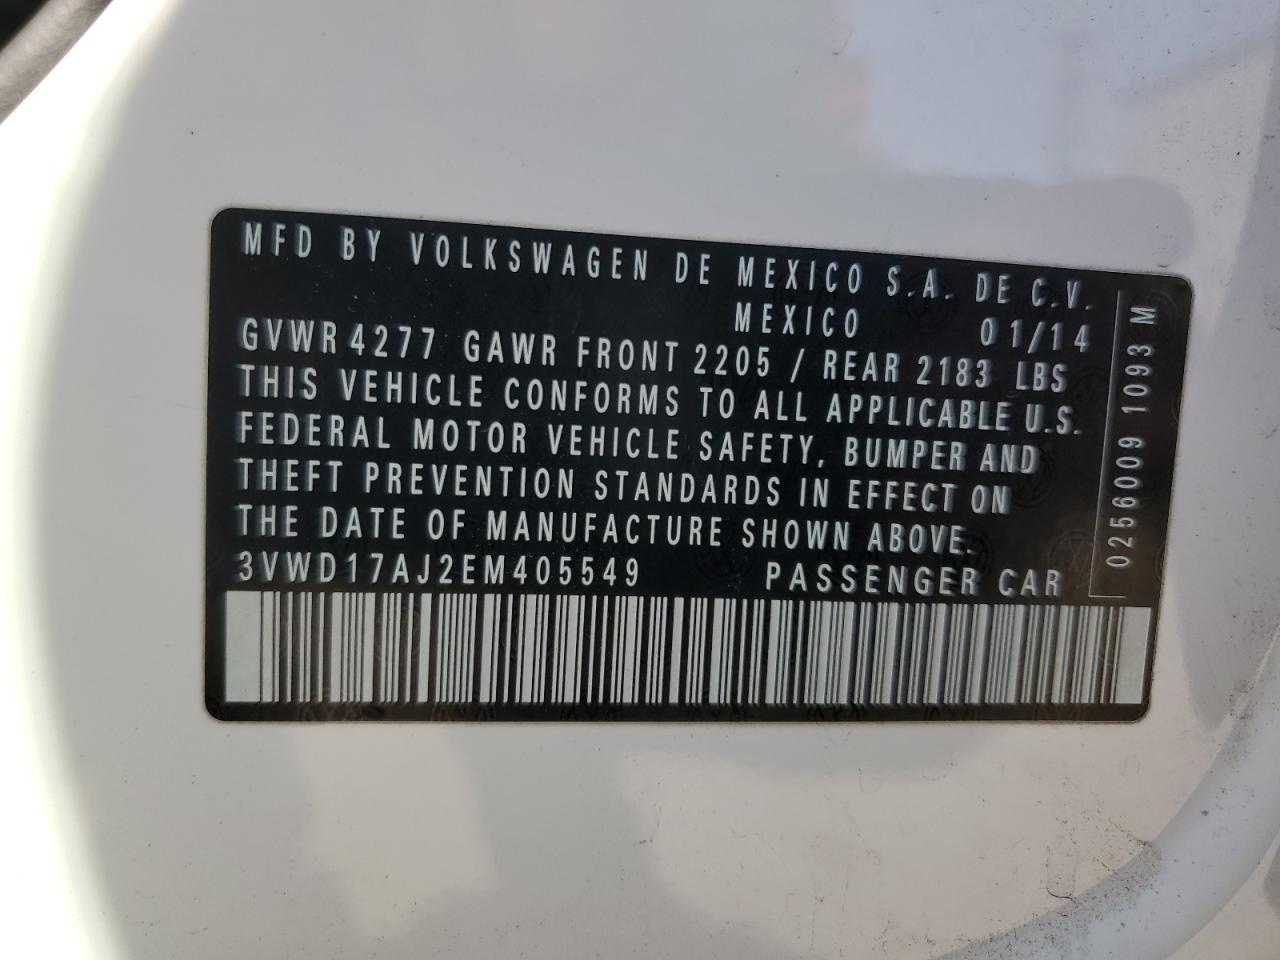 MFD BY VOLKSWAGEN DE MEXICO S.A. DE C.V.
MEXICO 01/14
GVWR 4277 GAWR FRONT 2205 / REAR 2183 LBS
THIS VEHICLE CONFORMS TO ALL APPLICABLE U.S.
FEDERAL MOTOR VEHICLE SAFETY, BUMPER AND
THEFT PREVENTION STANDARDS IN EFFECT ON
THE DATE OF MANUFACTURE SHOWN ABOVE.
3VWD17AJ2EM405549 PASSENGER CAR
0256009 1093 M